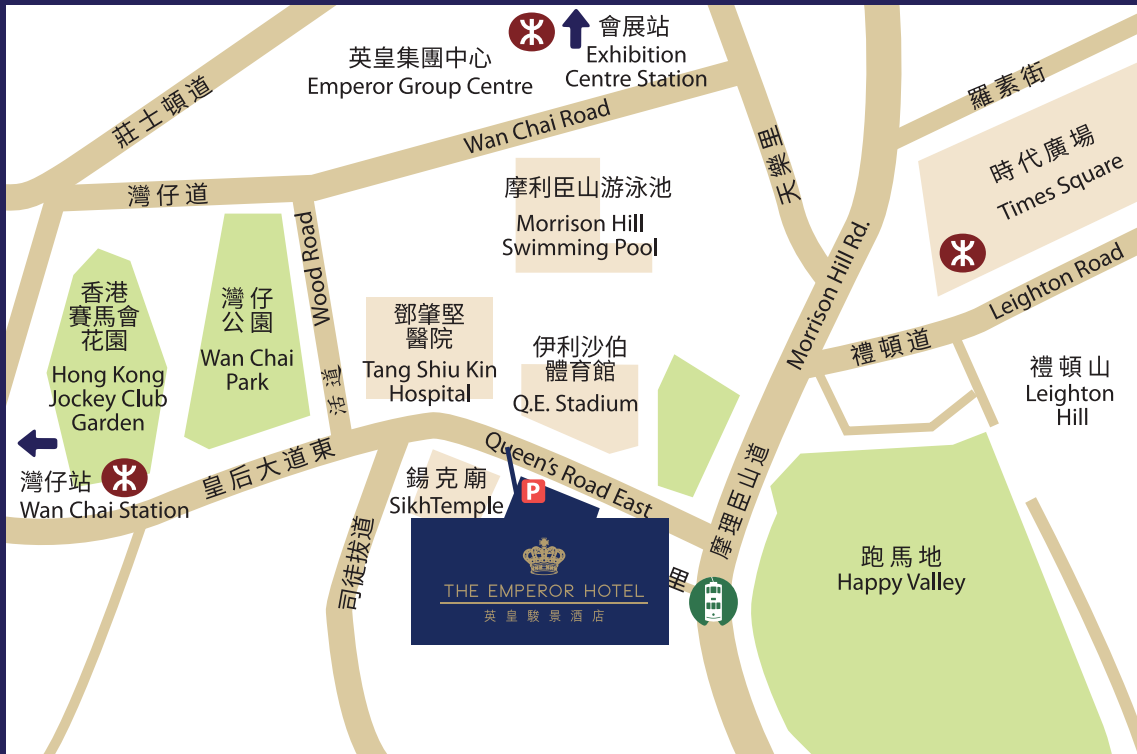 會展站
Exhibition
Centre Station
英皇集團中心
Emperor Group Centre
莊士頓道
Wan Chai Road
灣仔道
羅素街
時代廣場
Times Square
天樂里
摩利臣山游泳池
Morrison Hill
Swimming Pool
Wood Road
活道
Morrison Hill Rd.
摩理臣山道
Leighton Road
禮頓道
香港
賽馬會
花園
Hong Kong
Jockey Club
Garden
灣仔
公園
Wan Chai
Park
鄧肇堅
醫院
Tang Shiu Kin
Hospital
伊利沙伯
體育館
Q.E. Stadium
禮頓山
Leighton
Hill
皇后大道東
Queen's Road East
灣仔站
Wan Chai Station
錫克廟
SikhTemple
P
司徒拔道
THE EMPEROR HOTEL
英皇駿景酒店
里
跑馬地
Happy Valley